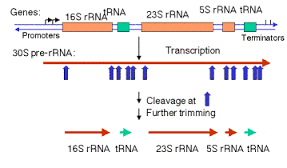 Genes: 16S rRNA tRNA 23S rRNA 5S rRNA tRNA
Promoters Terminators
30S pre-rRNA: Transcription
Cleavage at
Further trimming
16S rRNA tRNA 23S rRNA 5S rRNA tRNA